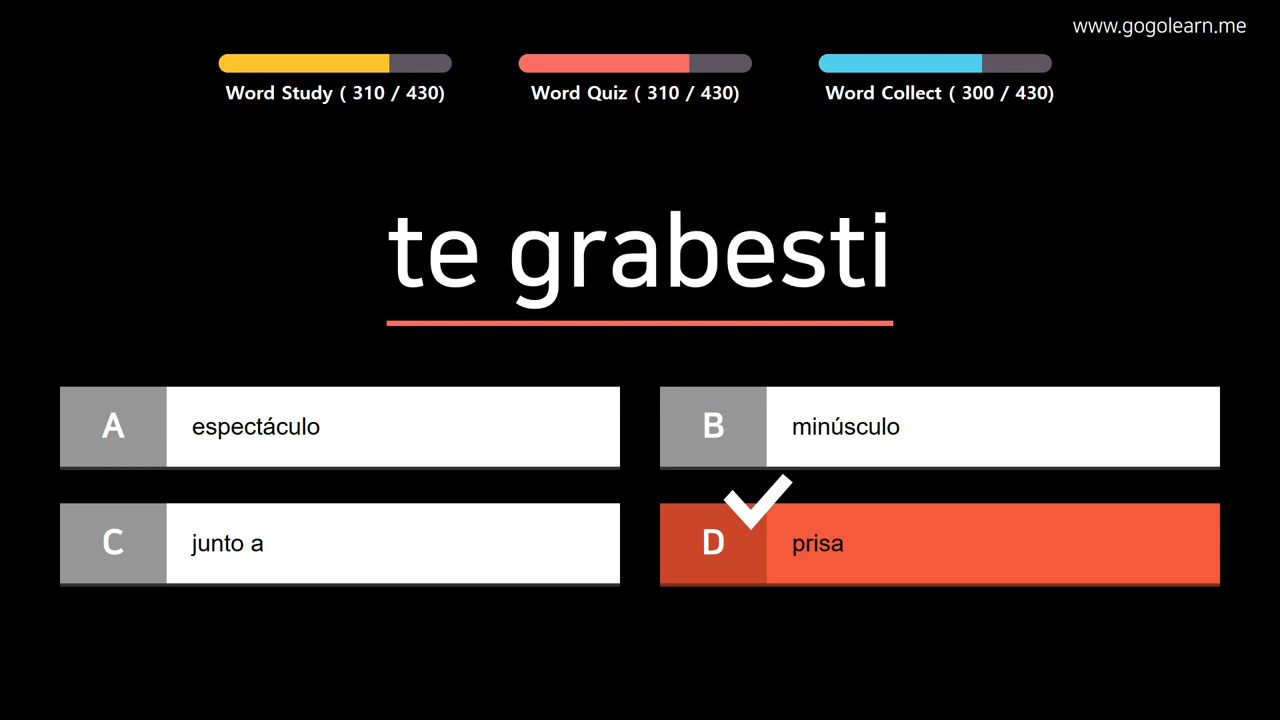 www.gogolearn.me
Word Study ( 310 / 430)
Word Quiz ( 310 / 430)
Word Collect ( 300 / 430)
te grabesti
A espectáculo
B minúsculo
C junto a
D prisa